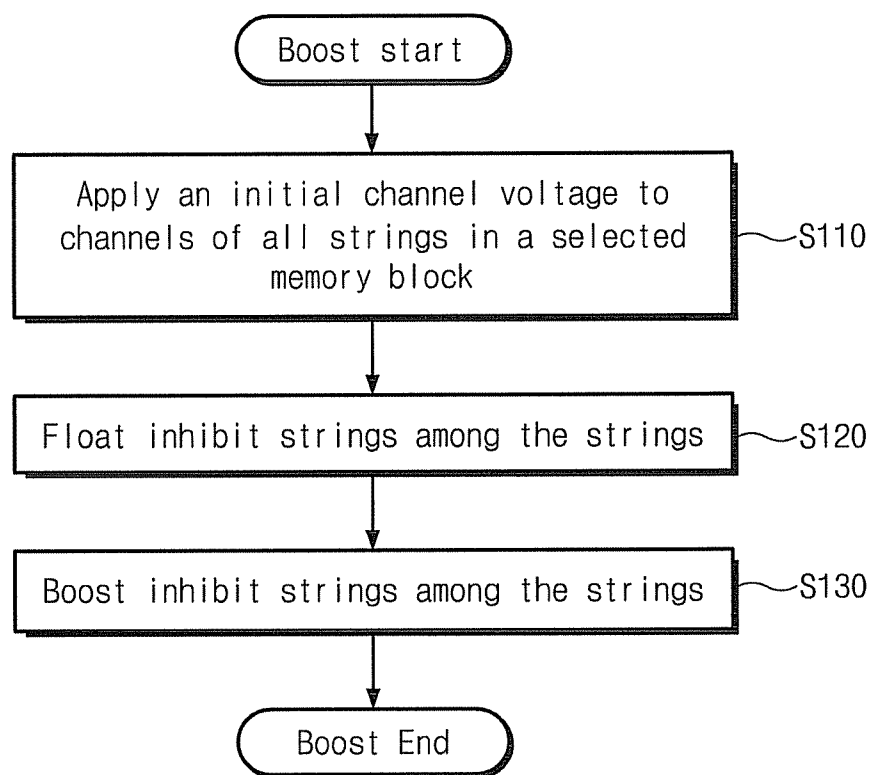 Boost start
Apply an initial channel voltage to
channels of all strings in a selected
memory block
S110
Float inhibit strings among the strings
S120
Boost inhibit strings among the strings
S130
Boost End